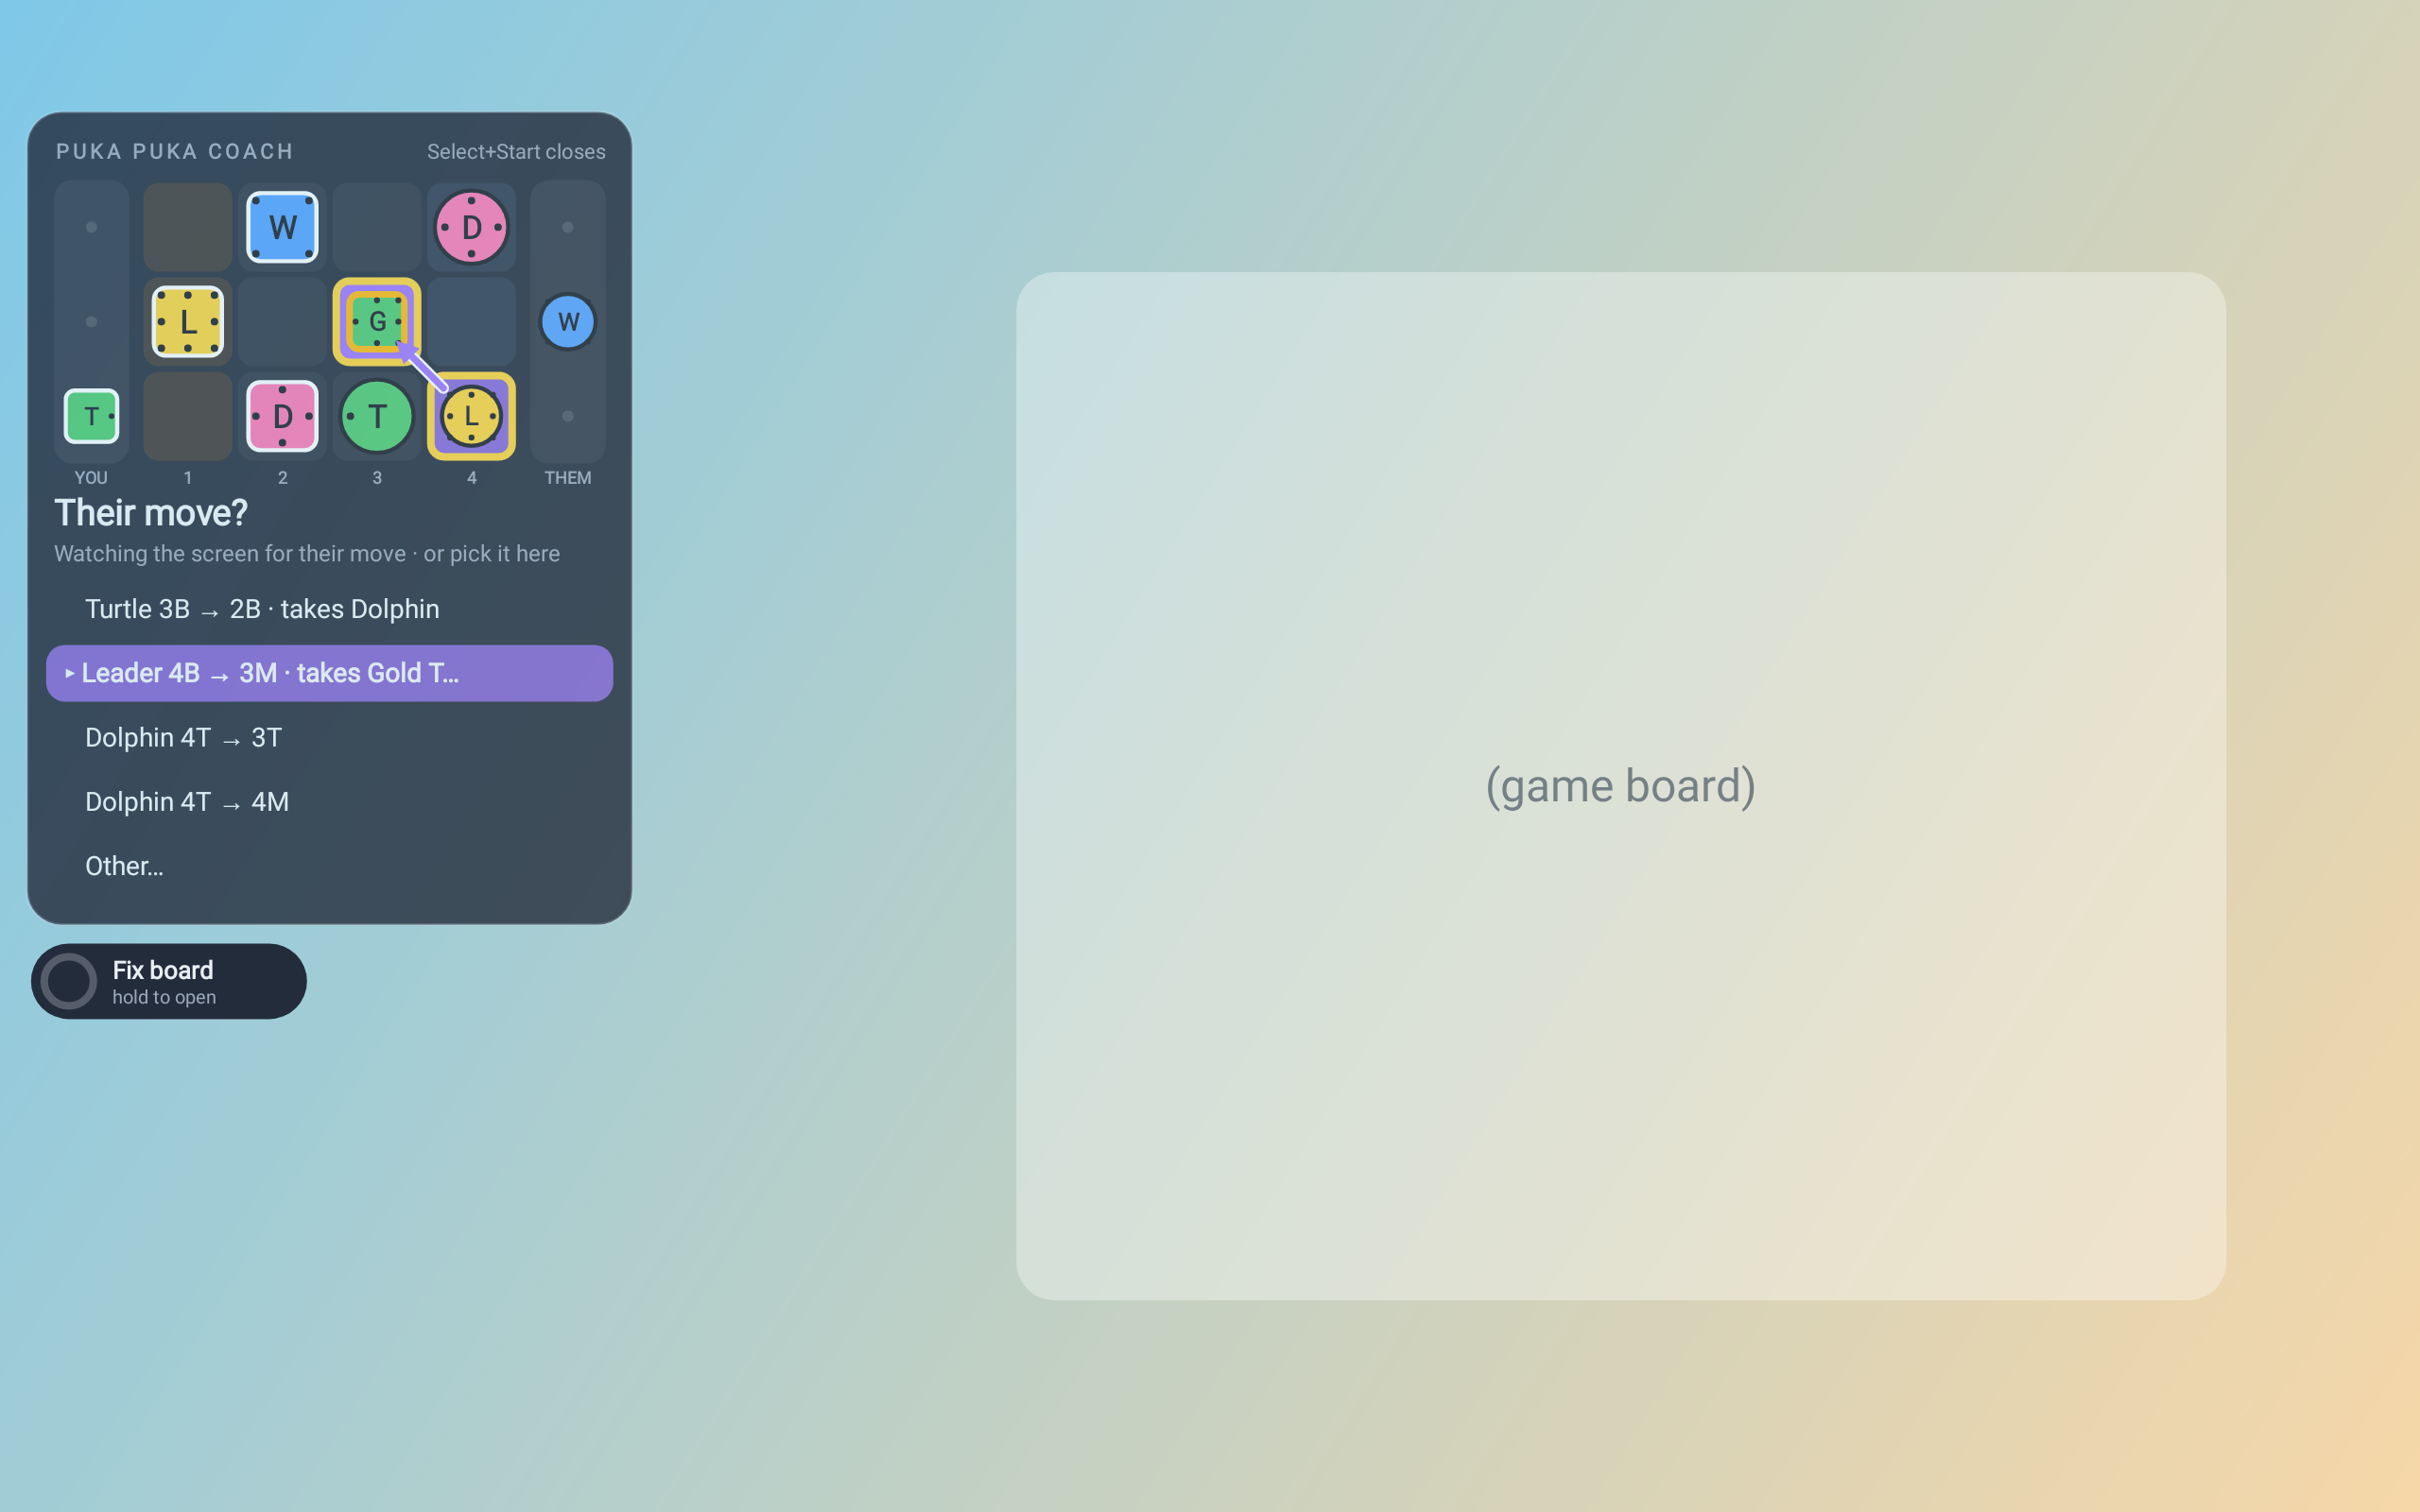 PUKA PUKA COACH Select+Start closes
W D
L G W
T D T L
YOU 1 2 3 4 THEM
Their move?
Watching the screen for their move · or pick it here
Turtle 3B → 2B · takes Dolphin
▸ Leader 4B → 3M · takes Gold T…
Dolphin 4T → 3T
Dolphin 4T → 4M
Other…
Fix board
hold to open
(game board)